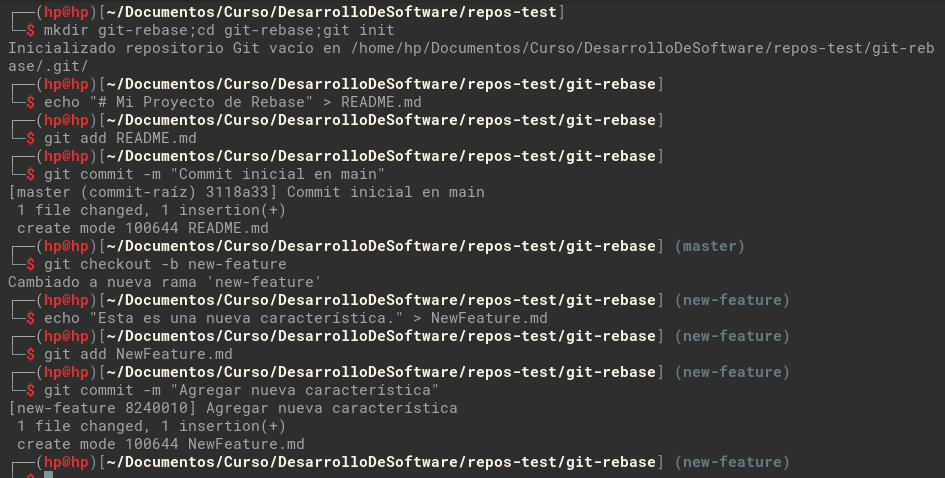 ┌──(hp@hp)[~/Documentos/Curso/DesarrolloDeSoftware/repos-test]
└─$ mkdir git-rebase;cd git-rebase;git init
Inicializado repositorio Git vacío en /home/hp/Documentos/Curso/DesarrolloDeSoftware/repos-test/git-reb
ase/.git/
┌──(hp@hp)[~/Documentos/Curso/DesarrolloDeSoftware/repos-test/git-rebase]
└─$ echo "# Mi Proyecto de Rebase" > README.md
┌──(hp@hp)[~/Documentos/Curso/DesarrolloDeSoftware/repos-test/git-rebase]
└─$ git add README.md
┌──(hp@hp)[~/Documentos/Curso/DesarrolloDeSoftware/repos-test/git-rebase]
└─$ git commit -m "Commit inicial en main"
[master (commit-raíz) 3118a33] Commit inicial en main
 1 file changed, 1 insertion(+)
 create mode 100644 README.md
┌──(hp@hp)[~/Documentos/Curso/DesarrolloDeSoftware/repos-test/git-rebase] (master)
└─$ git checkout -b new-feature
Cambiado a nueva rama 'new-feature'
┌──(hp@hp)[~/Documentos/Curso/DesarrolloDeSoftware/repos-test/git-rebase] (new-feature)
└─$ echo "Esta es una nueva característica." > NewFeature.md
┌──(hp@hp)[~/Documentos/Curso/DesarrolloDeSoftware/repos-test/git-rebase] (new-feature)
└─$ git add NewFeature.md
┌──(hp@hp)[~/Documentos/Curso/DesarrolloDeSoftware/repos-test/git-rebase] (new-feature)
└─$ git commit -m "Agregar nueva característica"
[new-feature 8240010] Agregar nueva característica
 1 file changed, 1 insertion(+)
 create mode 100644 NewFeature.md
┌──(hp@hp)[~/Documentos/Curso/DesarrolloDeSoftware/repos-test/git-rebase] (new-feature)
└─$